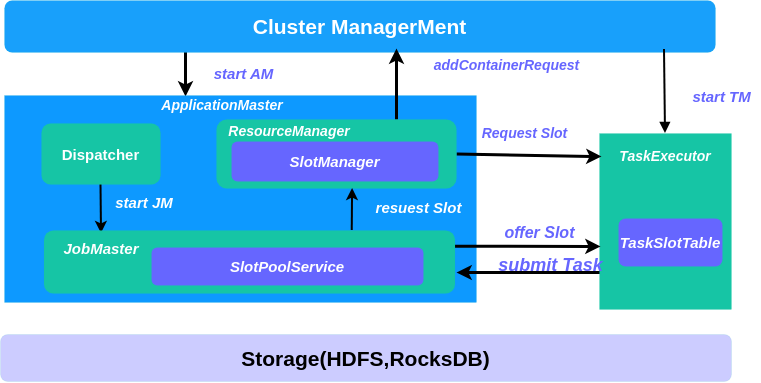 Cluster ManagerMent
start AM
addContainerRequest
start TM
ApplicationMaster
Dispatcher
ResourceManager
SlotManager
Request Slot
TaskExecutor
start JM
resuest Slot
JobMaster
SlotPoolService
offer Slot
submit Task
TaskSlotTable
Storage(HDFS,RocksDB)